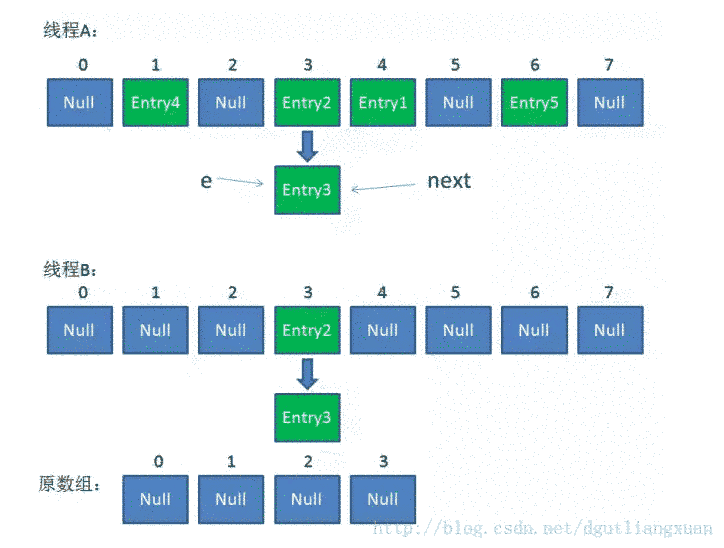 线程A:
0 1 2 3 4 5 6 7
Null Entry4 Null Entry2 Entry1 Null Entry5 Null
e Entry3 next
线程B:
0 1 2 3 4 5 6 7
Null Null Null Entry2 Null Null Null Null
Entry3
0 1 2 3
原数组: Null Null Null Null
http://blog.csdn.net/dgutliangxuan